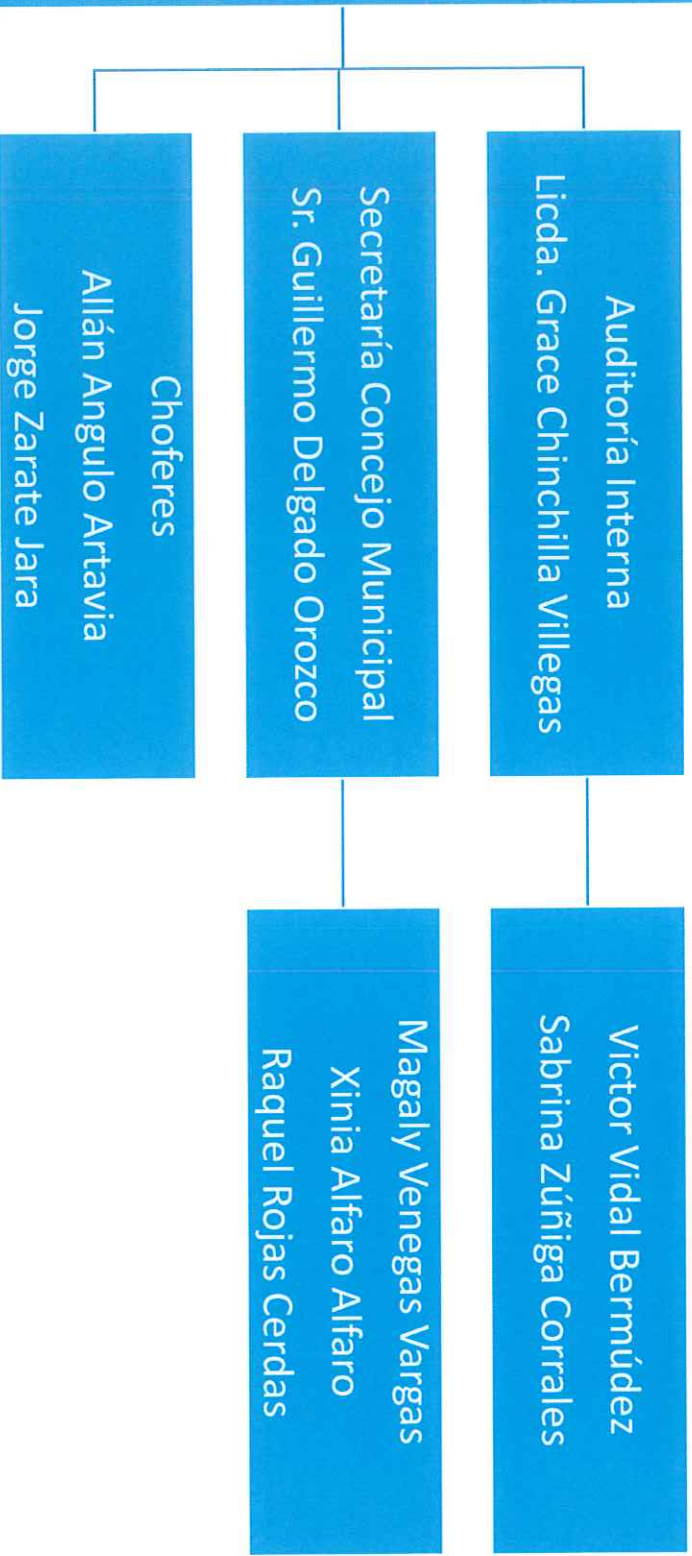 Auditoría Interna
Licda. Grace Chinchilla Villegas
Victor Vidal Bermúdez
Sabrina Zúñiga Corrales
Secretaría Concejo Municipal
Sr. Guillermo Delgado Orozco
Magaly Venegas Vargas
Xinia Alfaro Alfaro
Raquel Rojas Cerdas
Choferes
Allán Angulo Artavia
Jorge Zarate Jara